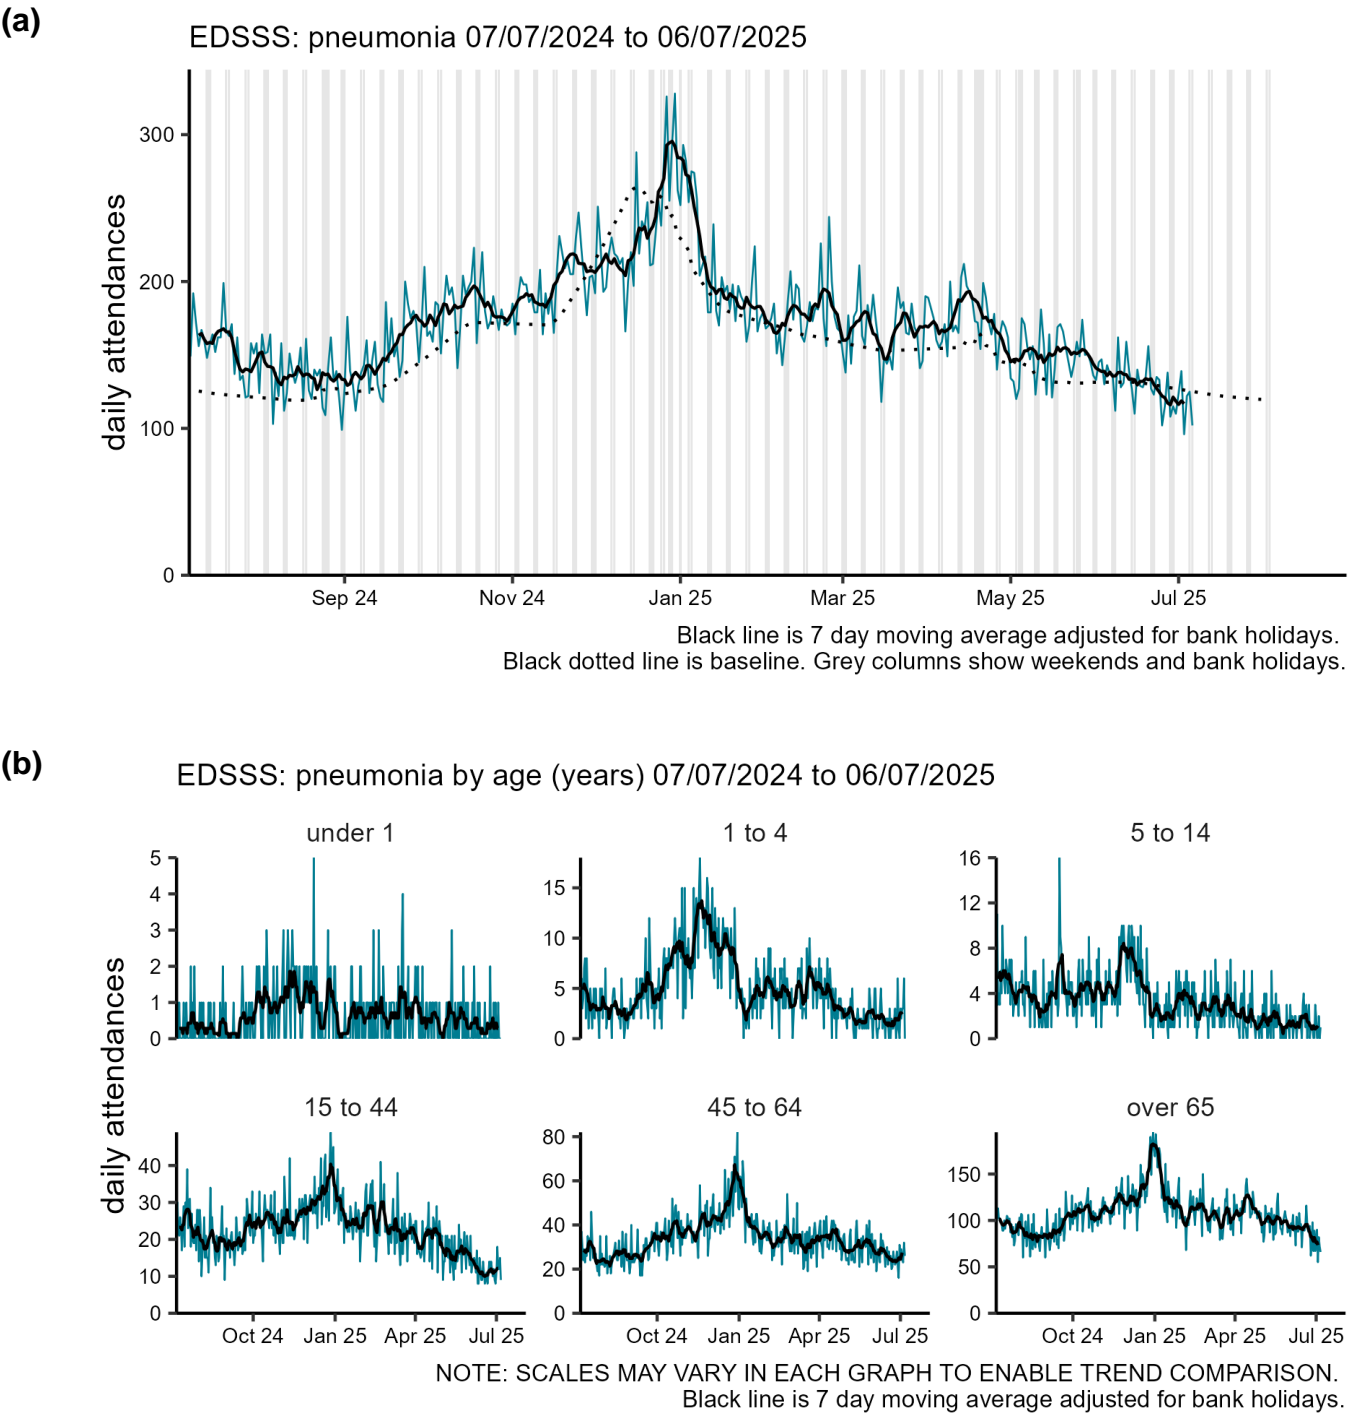 (a)
EDSSS: pneumonia 07/07/2024 to 06/07/2025
daily attendances
300
200
100
0
Sep 24 Nov 24 Jan 25 Mar 25 May 25 Jul 25
Black line is 7 day moving average adjusted for bank holidays.
Black dotted line is baseline. Grey columns show weekends and bank holidays.
(b)
EDSSS: pneumonia by age (years) 07/07/2024 to 06/07/2025
daily attendances
under 1
5
4
3
2
1
0
1 to 4
15
10
5
0
5 to 14
16
12
8
4
0
15 to 44
40
30
20
10
0
Oct 24 Jan 25 Apr 25 Jul 25
45 to 64
80
60
40
20
0
Oct 24 Jan 25 Apr 25 Jul 25
over 65
150
100
50
0
Oct 24 Jan 25 Apr 25 Jul 25
NOTE: SCALES MAY VARY IN EACH GRAPH TO ENABLE TREND COMPARISON.
Black line is 7 day moving average adjusted for bank holidays.